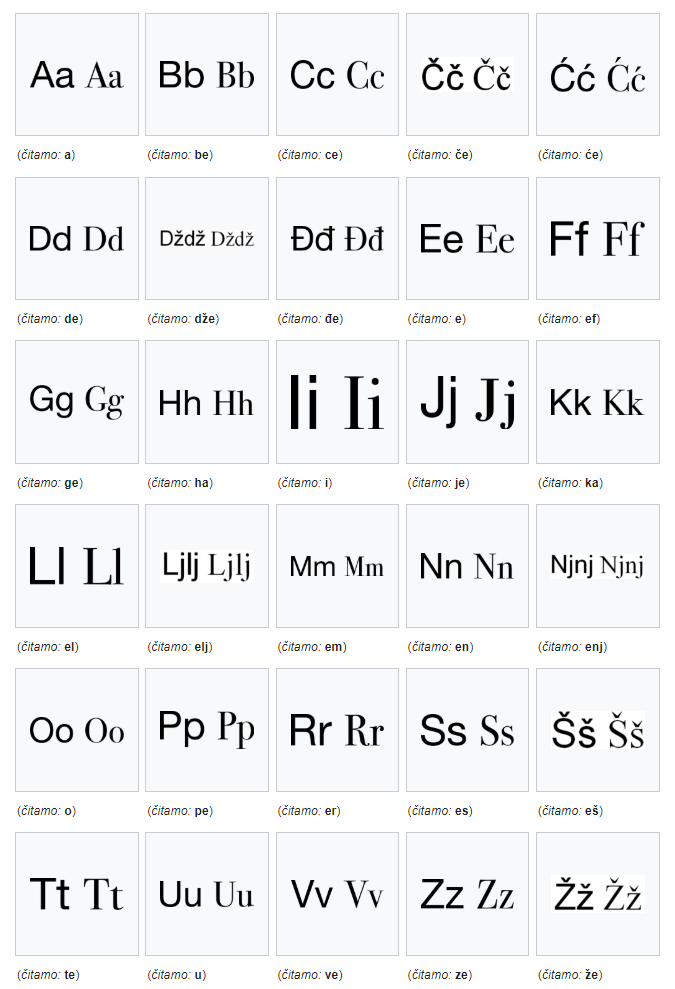 Aa Aa Bb Bb Cc Cc Čč Čč Ćć Ćć
(čitamo: a) (čitamo: be) (čitamo: ce) (čitamo: če) (čitamo: će)
Dd Dd Dždž Dždž Đđ Đđ Ee Ee Ff Ff
(čitamo: de) (čitamo: dže) (čitamo: đe) (čitamo: e) (čitamo: ef)
Gg Gg Hh Hh Ii Ii Jj Jj Kk Kk
(čitamo: ge) (čitamo: ha) (čitamo: i) (čitamo: je) (čitamo: ka)
Ll Ll Ljlj Ljlj Mm Mm Nn Nn Njnj Njnj
(čitamo: el) (čitamo: elj) (čitamo: em) (čitamo: en) (čitamo: enj)
Oo Oo Pp Pp Rr Rr Ss Ss Šš Šš
(čitamo: o) (čitamo: pe) (čitamo: er) (čitamo: es) (čitamo: eš)
Tt Tt Uu Uu Vv Vv Zz Zz Žž Žž
(čitamo: te) (čitamo: u) (čitamo: ve) (čitamo: ze) (čitamo: že)